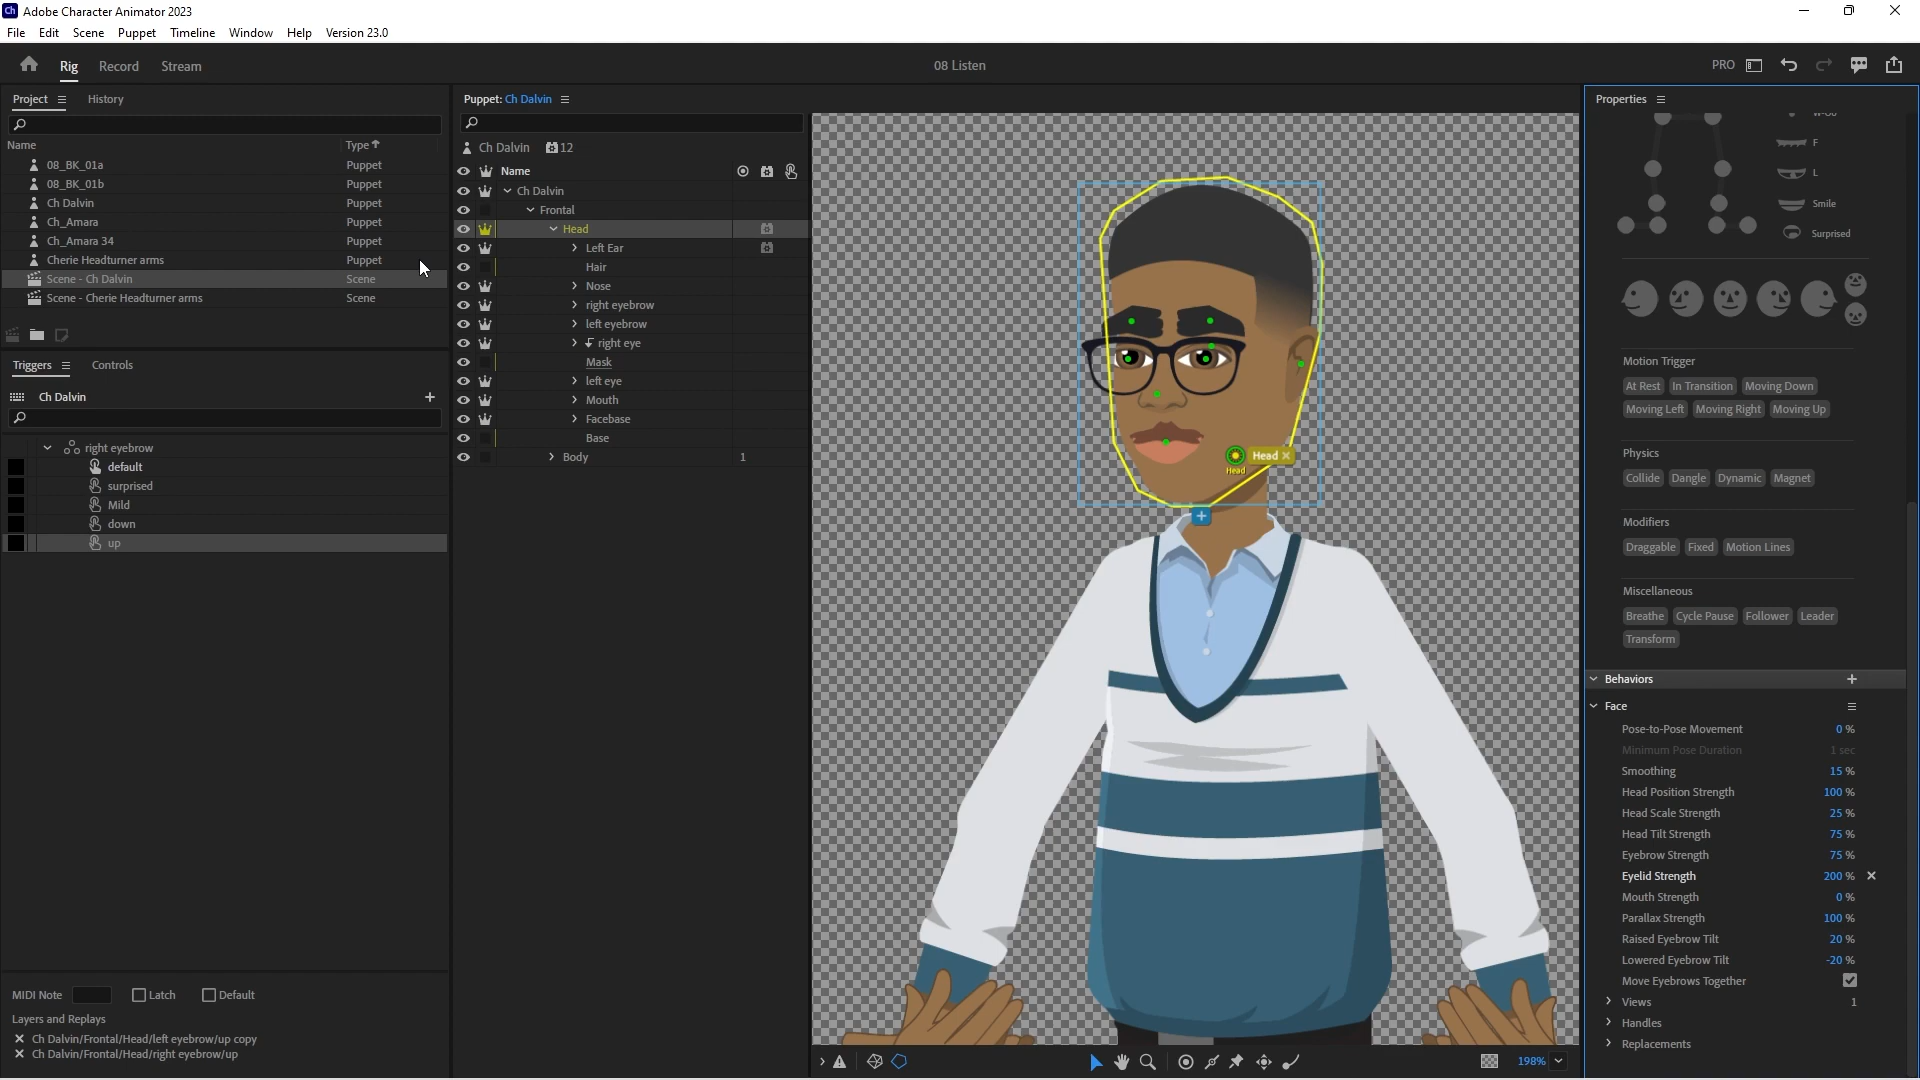 Ch Adobe Character Animator 2023
File Edit Scene Puppet Timeline Window Help Version 23.0
Rig Record Stream 08 Listen PRO
Project History
Name Type
08_BK_01a Puppet
08_BK_01b Puppet
Ch Dalvin Puppet
Ch_Amara Puppet
Ch_Amara 34 Puppet
Cherie Headturner arms Puppet
Scene - Ch Dalvin Scene
Scene - Cherie Headturner arms Scene
Triggers Controls
Ch Dalvin
right eyebrow
default
surprised
Mild
down
up
MIDI Note Latch Default
Layers and Replays
Ch Dalvin/Frontal/Head/left eyebrow/up copy
Ch Dalvin/Frontal/Head/right eyebrow/up
Puppet: Ch Dalvin
Ch Dalvin 12
Name
Ch Dalvin
Frontal
Head
Left Ear
Hair
Nose
right eyebrow
left eyebrow
right eye
Mask
left eye
Mouth
Facebase
Base
Body 1
Head
Head
198%
Properties
F
L
Smile
Surprised
Motion Trigger
At Rest In Transition Moving Down
Moving Left Moving Right Moving Up
Physics
Collide Dangle Dynamic Magnet
Modifiers
Draggable Fixed Motion Lines
Miscellaneous
Breathe Cycle Pause Follower Leader
Transform
Behaviors
Face
Pose-to-Pose Movement 0 %
Minimum Pose Duration 1 sec
Smoothing 15 %
Head Position Strength 100 %
Head Scale Strength 25 %
Head Tilt Strength 75 %
Eyebrow Strength 75 %
Eyelid Strength 200 %
Mouth Strength 0 %
Parallax Strength 100 %
Raised Eyebrow Tilt 20 %
Lowered Eyebrow Tilt -20 %
Move Eyebrows Together
Views 1
Handles
Replacements